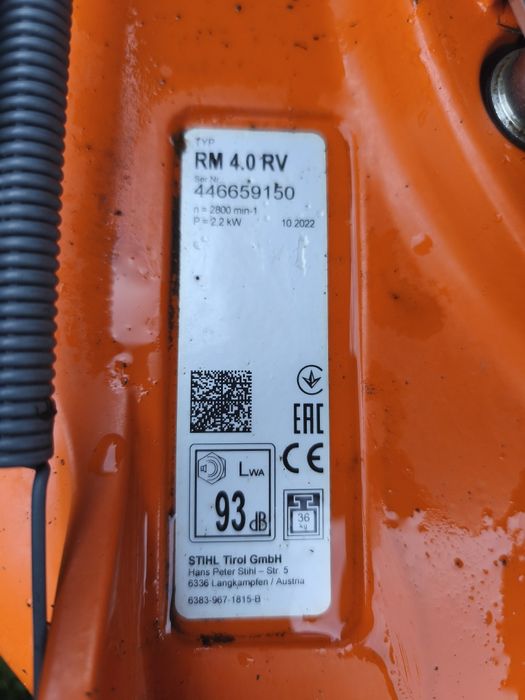 TYP
RM 4.0 RV
Ser.Nr.
446659150
n = 2800 min-1
P = 2,2 kW 10.2022
EAC
CE
LWA
93 dB
36
kg
STIHL Tirol GmbH
Hans Peter Stihl – Str. 5
6336 Langkampfen / Austria
6383-967-1815-B